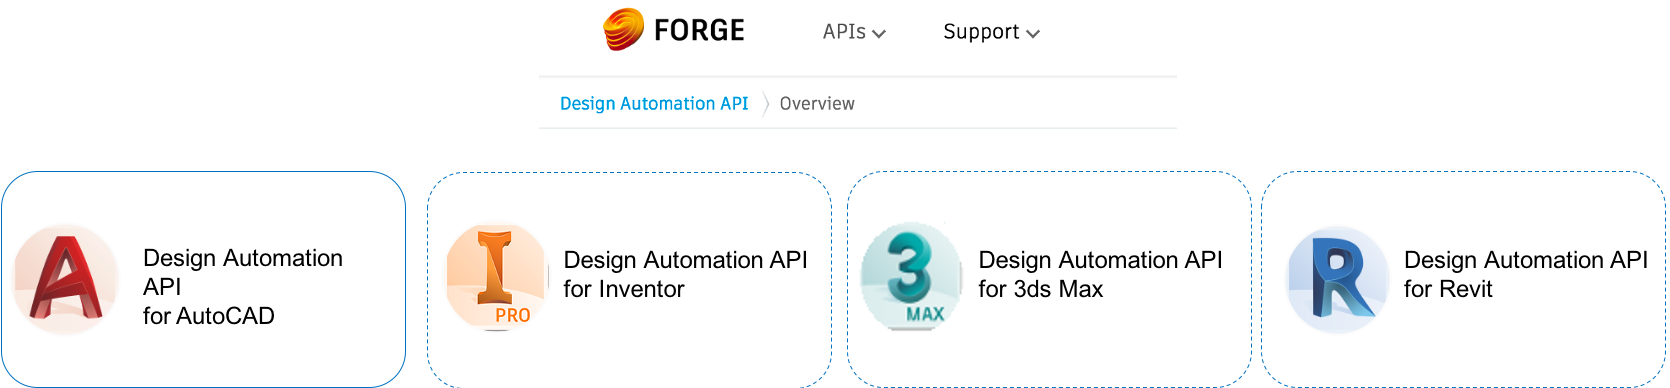 FORGE
APIs
Support
Design Automation API
Overview
Design Automation
API
for AutoCAD
PRO
Design Automation API
for Inventor
3
MAX
Design Automation API
for 3ds Max
R
Design Automation API
for Revit